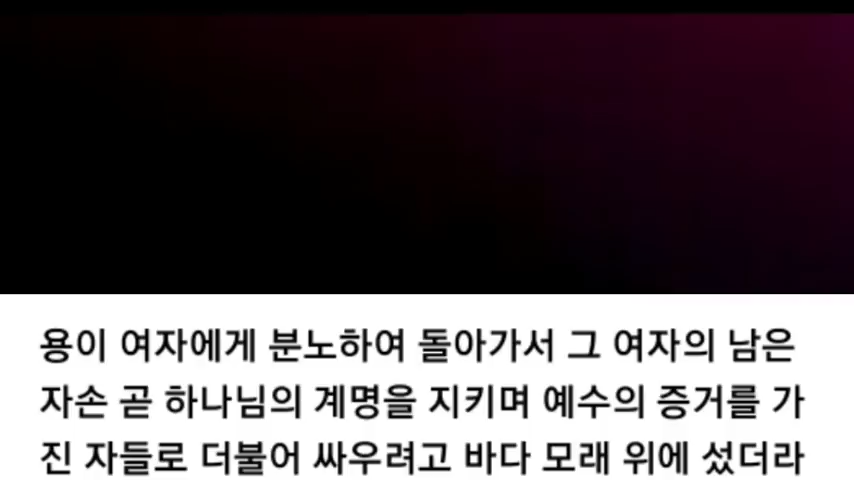 용이 여자에게 분노하여 돌아가서 그 여자의 남은
자손 곧 하나님의 계명을 지키며 예수의 증거를 가
진 자들로 더불어 싸우려고 바다 모래 위에 섰더라